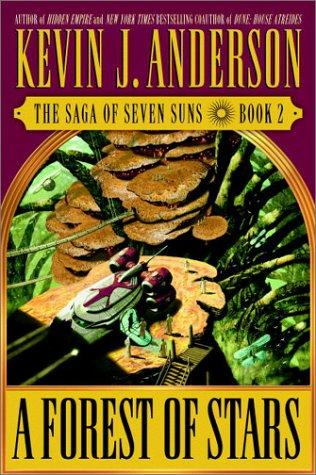 AUTHOR OF HIDDEN EMPIRE AND NEW YORK TIMES BESTSELLING COAUTHOR OF DUNE: HOUSE ATREIDES
KEVIN J. ANDERSON
THE SAGA OF SEVEN SUNS BOOK 2
A FOREST OF STARS